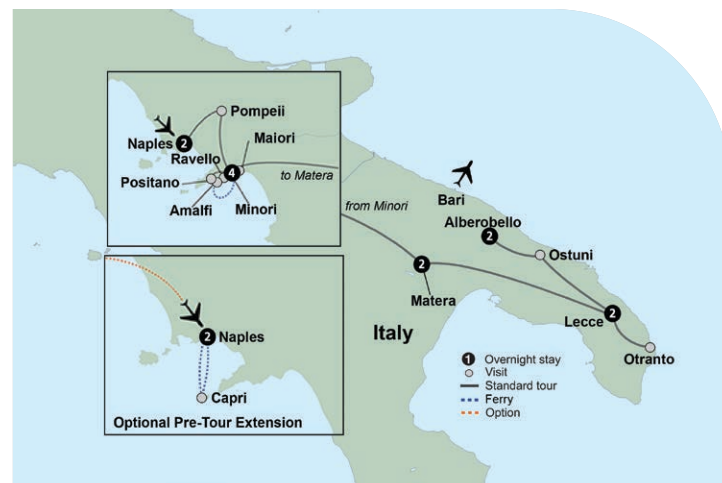 Pompeii
Naples 2
Maiori
Ravello
4
to Matera
Positano
Amalfi
Minori
from Minori
Bari
Alberobello
2
Ostuni
2
Matera
Lecce 2
Otranto
Italy
2 Naples
Capri
Optional Pre-Tour Extension
1 Overnight stay
Visit
Standard tour
Ferry
Option